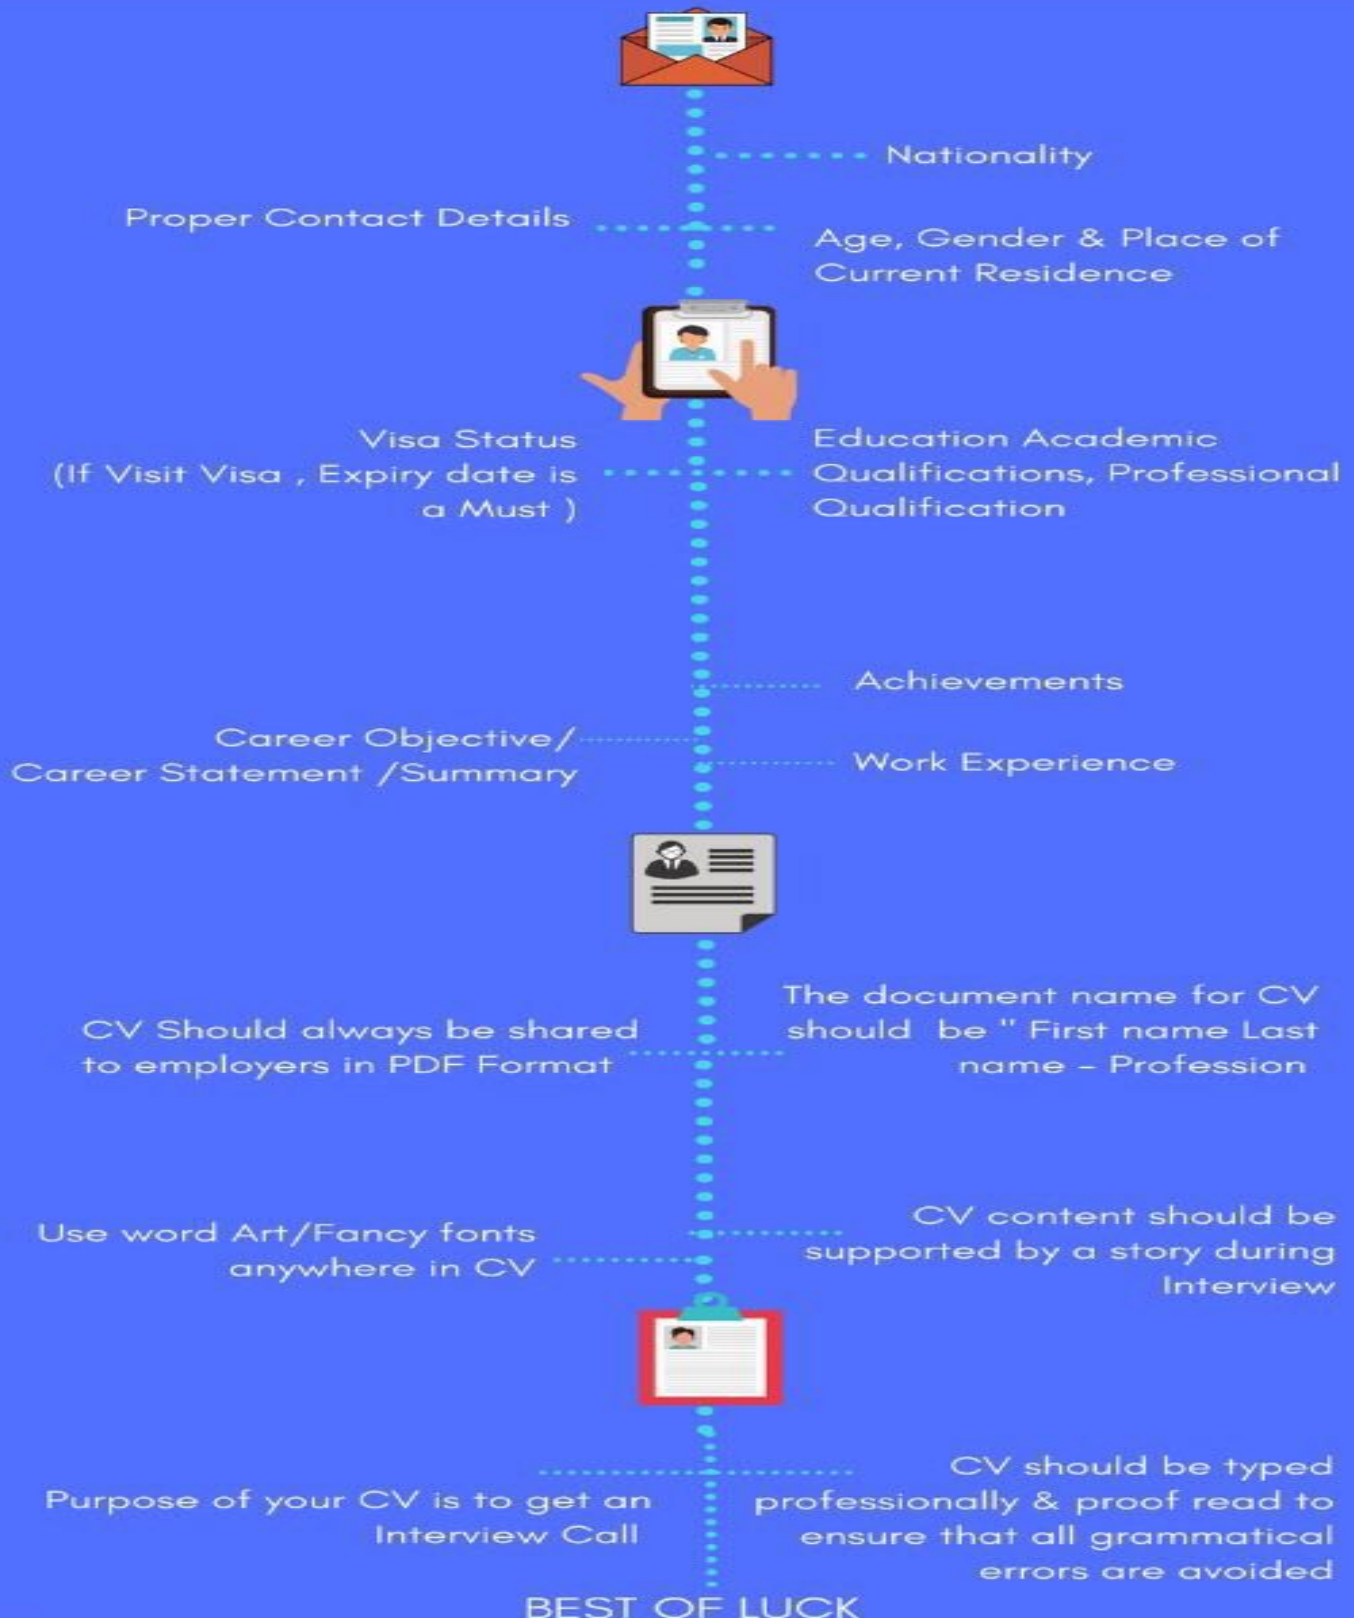 Nationality
Proper Contact Details
Age, Gender & Place of
Current Residence
Visa Status
(If Visit Visa , Expiry date is
a Must )
Education Academic
Qualifications, Professional
Qualification
Achievements
Career Objective/
Career Statement /Summary
Work Experience
CV Should always be shared
to employers in PDF Format
The document name for CV
should be " First name Last
name - Profession
Use word Art/Fancy fonts
anywhere in CV
CV content should be
supported by a story during
Interview
Purpose of your CV is to get an
Interview Call
CV should be typed
professionally & proof read to
ensure that all grammatical
errors are avoided
BEST OF LUCK